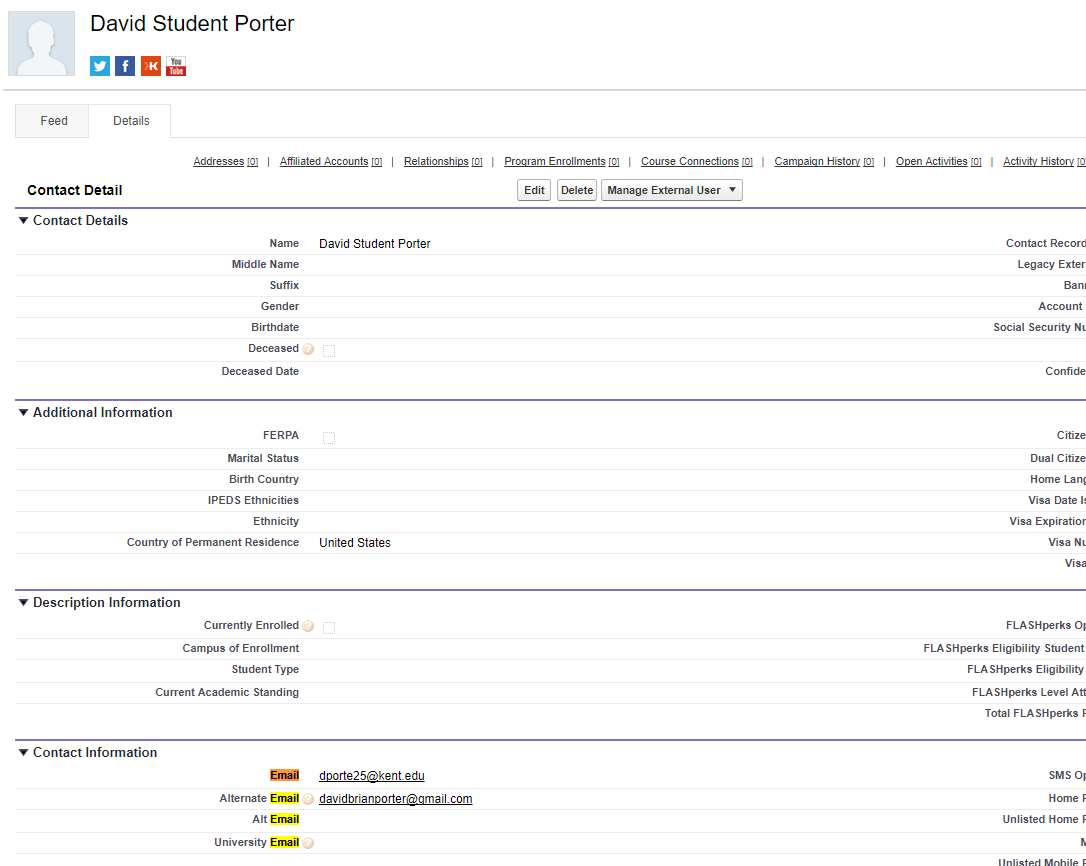 David Student Porter
You
Tube
Feed Details
Addresses [0] | Affiliated Accounts [0] | Relationships [0] | Program Enrollments [0] | Course Connections [0] | Campaign History [0] | Open Activities [0] | Activity History [0
Contact Detail Edit Delete Manage External User
Contact Details
Name David Student Porter Contact Record
Middle Name Legacy Exter
Suffix Ban
Gender Account
Birthdate Social Security Nu
Deceased ?
Deceased Date Confide
Additional Information
FERPA Citize
Marital Status Dual Citize
Birth Country Home Lang
IPEDS Ethnicities Visa Date Is
Ethnicity Visa Expiration
Country of Permanent Residence United States Visa Nu
Visa
Description Information
Currently Enrolled ? FLASHperks Op
Campus of Enrollment FLASHperks Eligibility Student
Student Type FLASHperks Eligibility
Current Academic Standing FLASHperks Level Att
Total FLASHperks P
Contact Information
Email dporte25@kent.edu SMS Op
Alternate Email ? davidbrianporter@gmail.com Home P
Alt Email Unlisted Home P
University Email ? M
Unlisted Mobile P